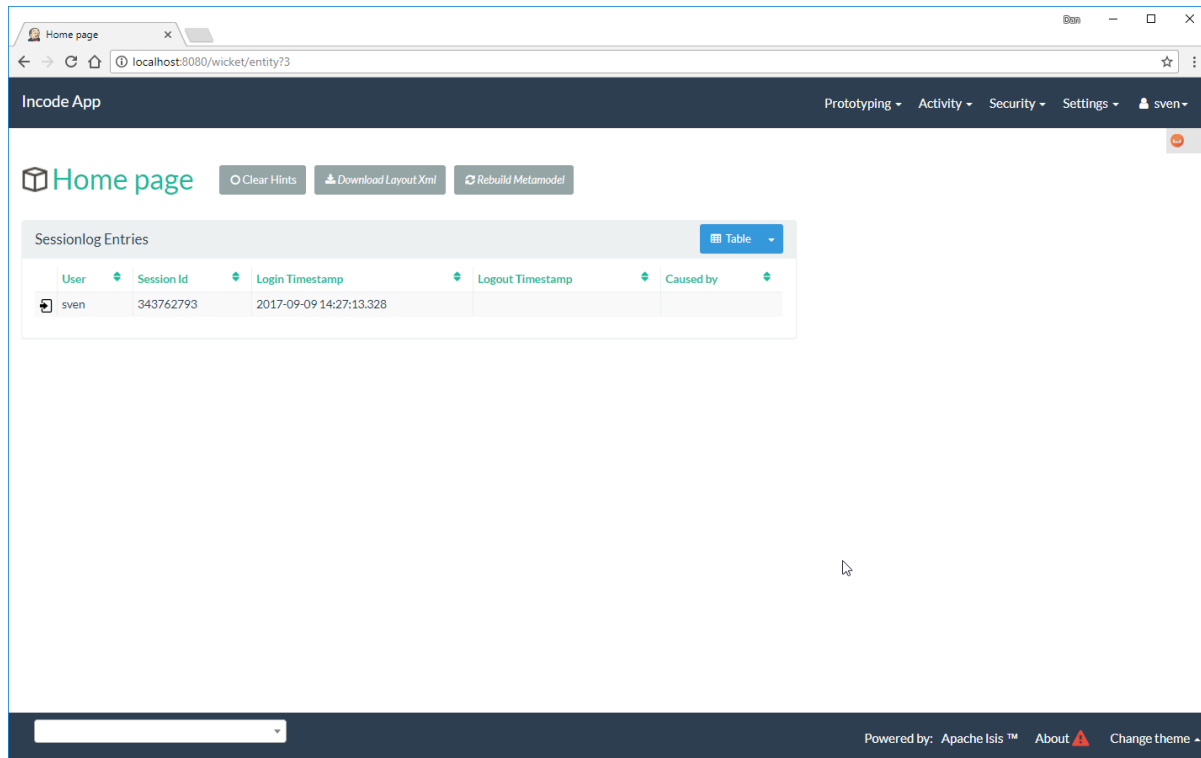 Home page
Dan
localhost:8080/wicket/entity?3
Incode App
Prototyping Activity Security Settings sven
Home page Clear Hints Download Layout Xml Rebuild Metamodel
Sessionlog Entries Table
User Session Id Login Timestamp Logout Timestamp Caused by
sven 343762793 2017-09-09 14:27:13.328
Powered by: Apache Isis ™ About Change theme